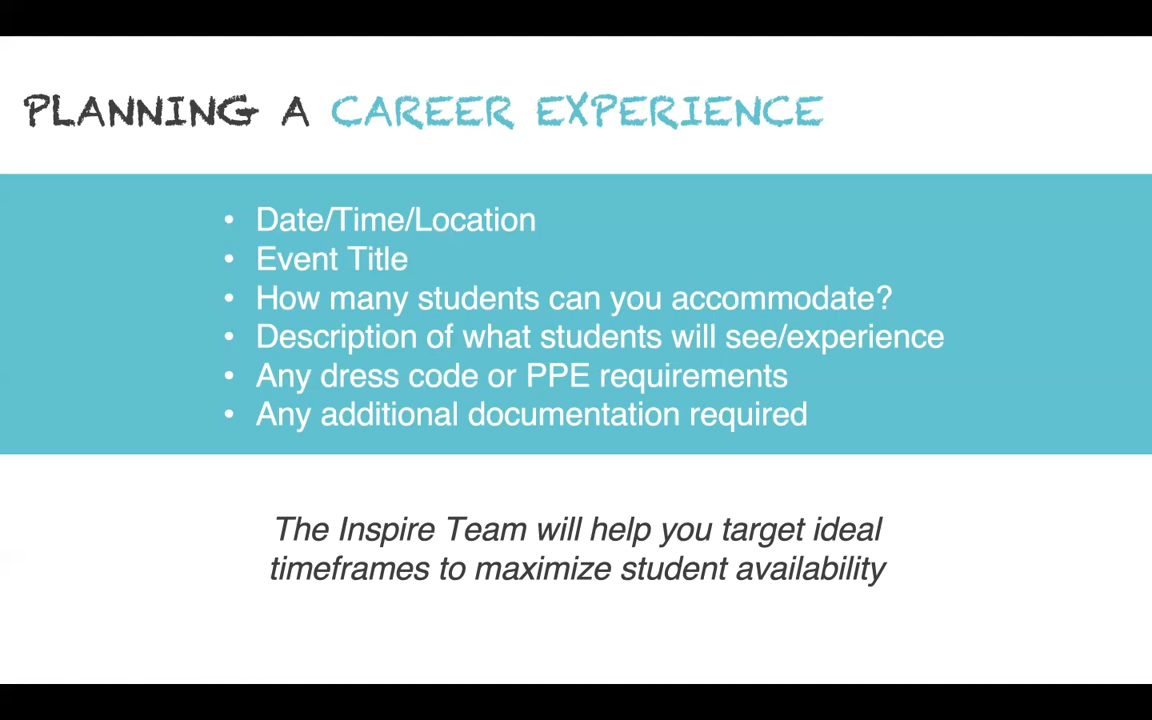 PLANNING A CAREER EXPERIENCE
• Date/Time/Location
• Event Title
• How many students can you accommodate?
• Description of what students will see/experience
• Any dress code or PPE requirements
• Any additional documentation required
The Inspire Team will help you target ideal
timeframes to maximize student availability